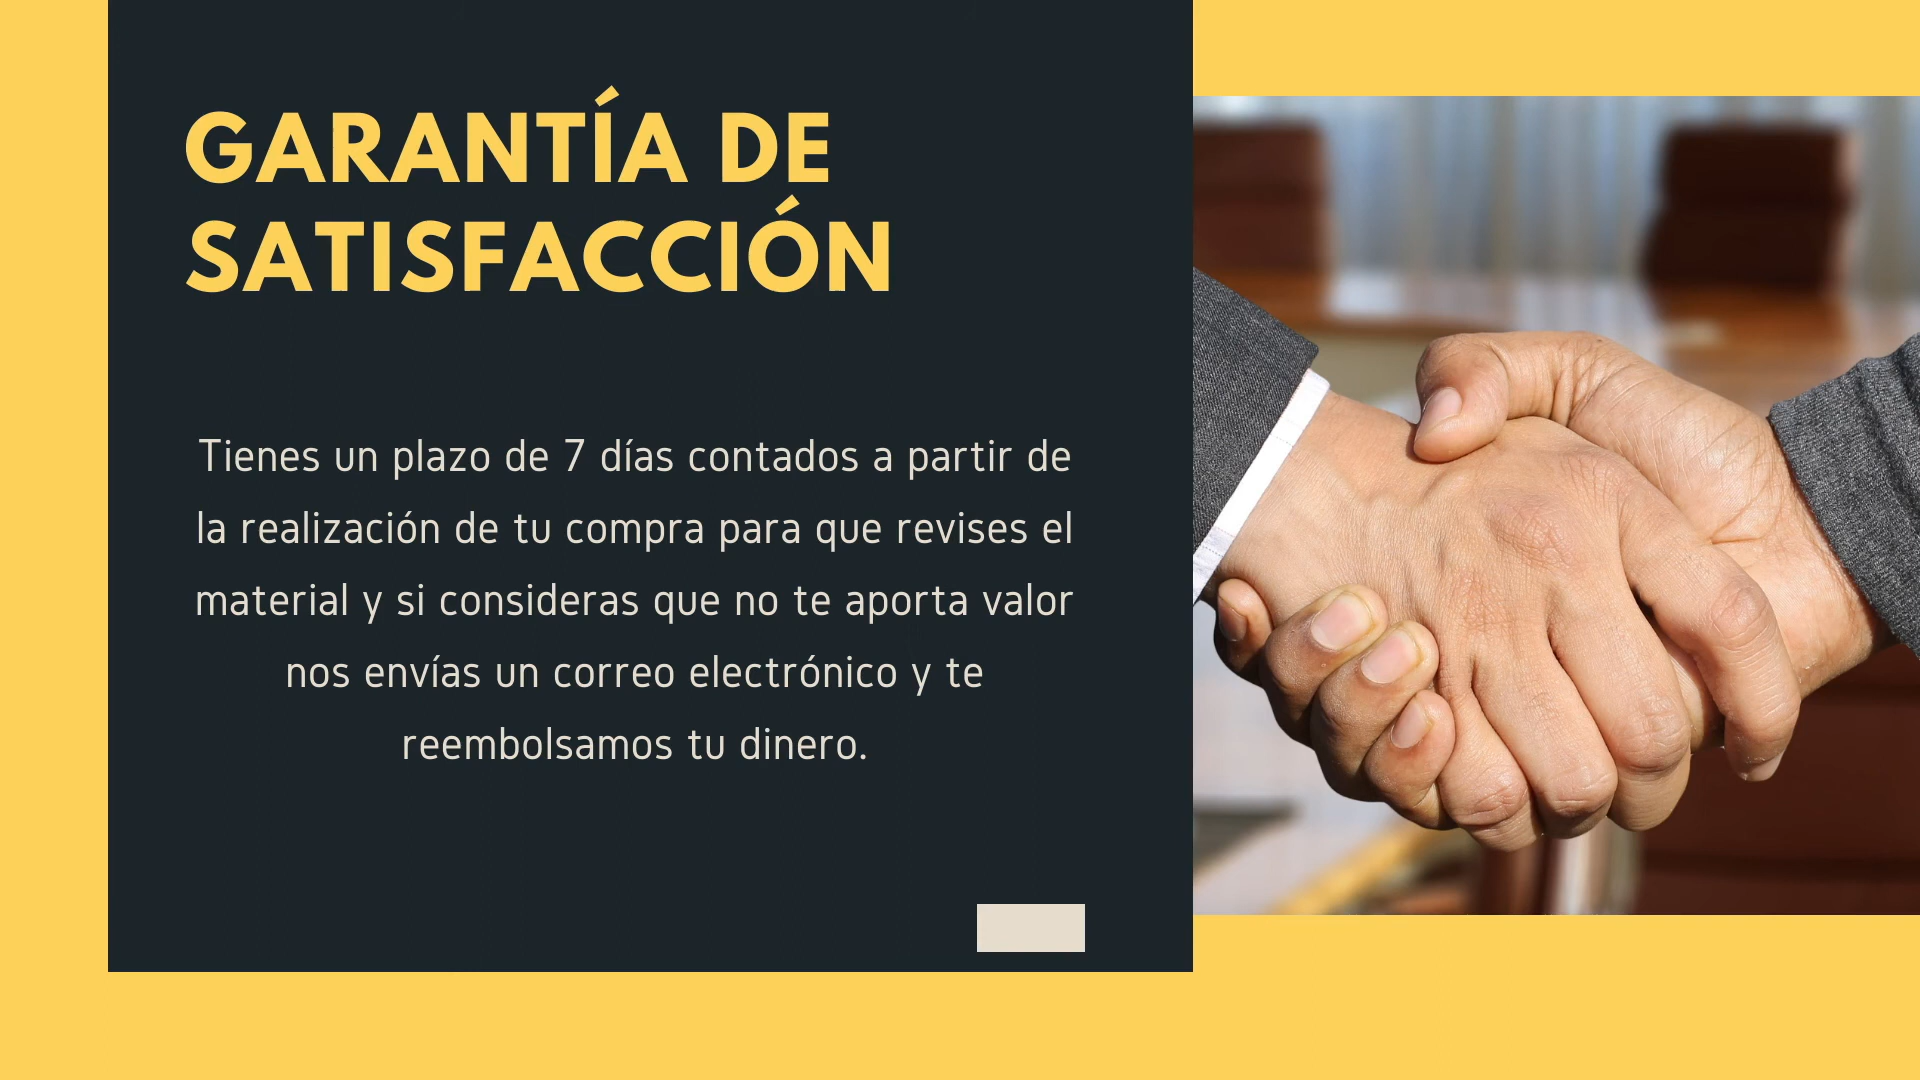 GARANTÍA DE
SATISFACCIÓN
Tienes un plazo de 7 días contados a partir de
la realización de tu compra para que revises el
material y si consideras que no te aporta valor
nos envías un correo electrónico y te
reembolsamos tu dinero.